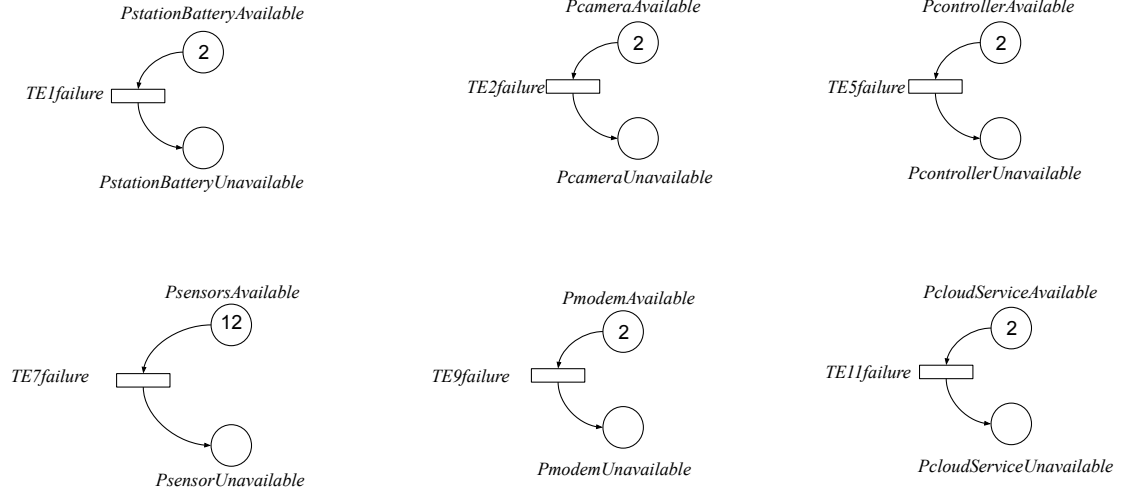 PstationBatteryAvailable
2
TE1failure
PstationBatteryUnavailable
PcameraAvailable
2
TE2failure
PcameraUnavailable
PcontrollerAvailable
2
TE5failure
PcontrollerUnavailable
PsensorsAvailable
12
TE7failure
PsensorUnavailable
PmodemAvailable
2
TE9failure
PmodemUnavailable
PcloudServiceAvailable
2
TE11failure
PcloudServiceUnavailable